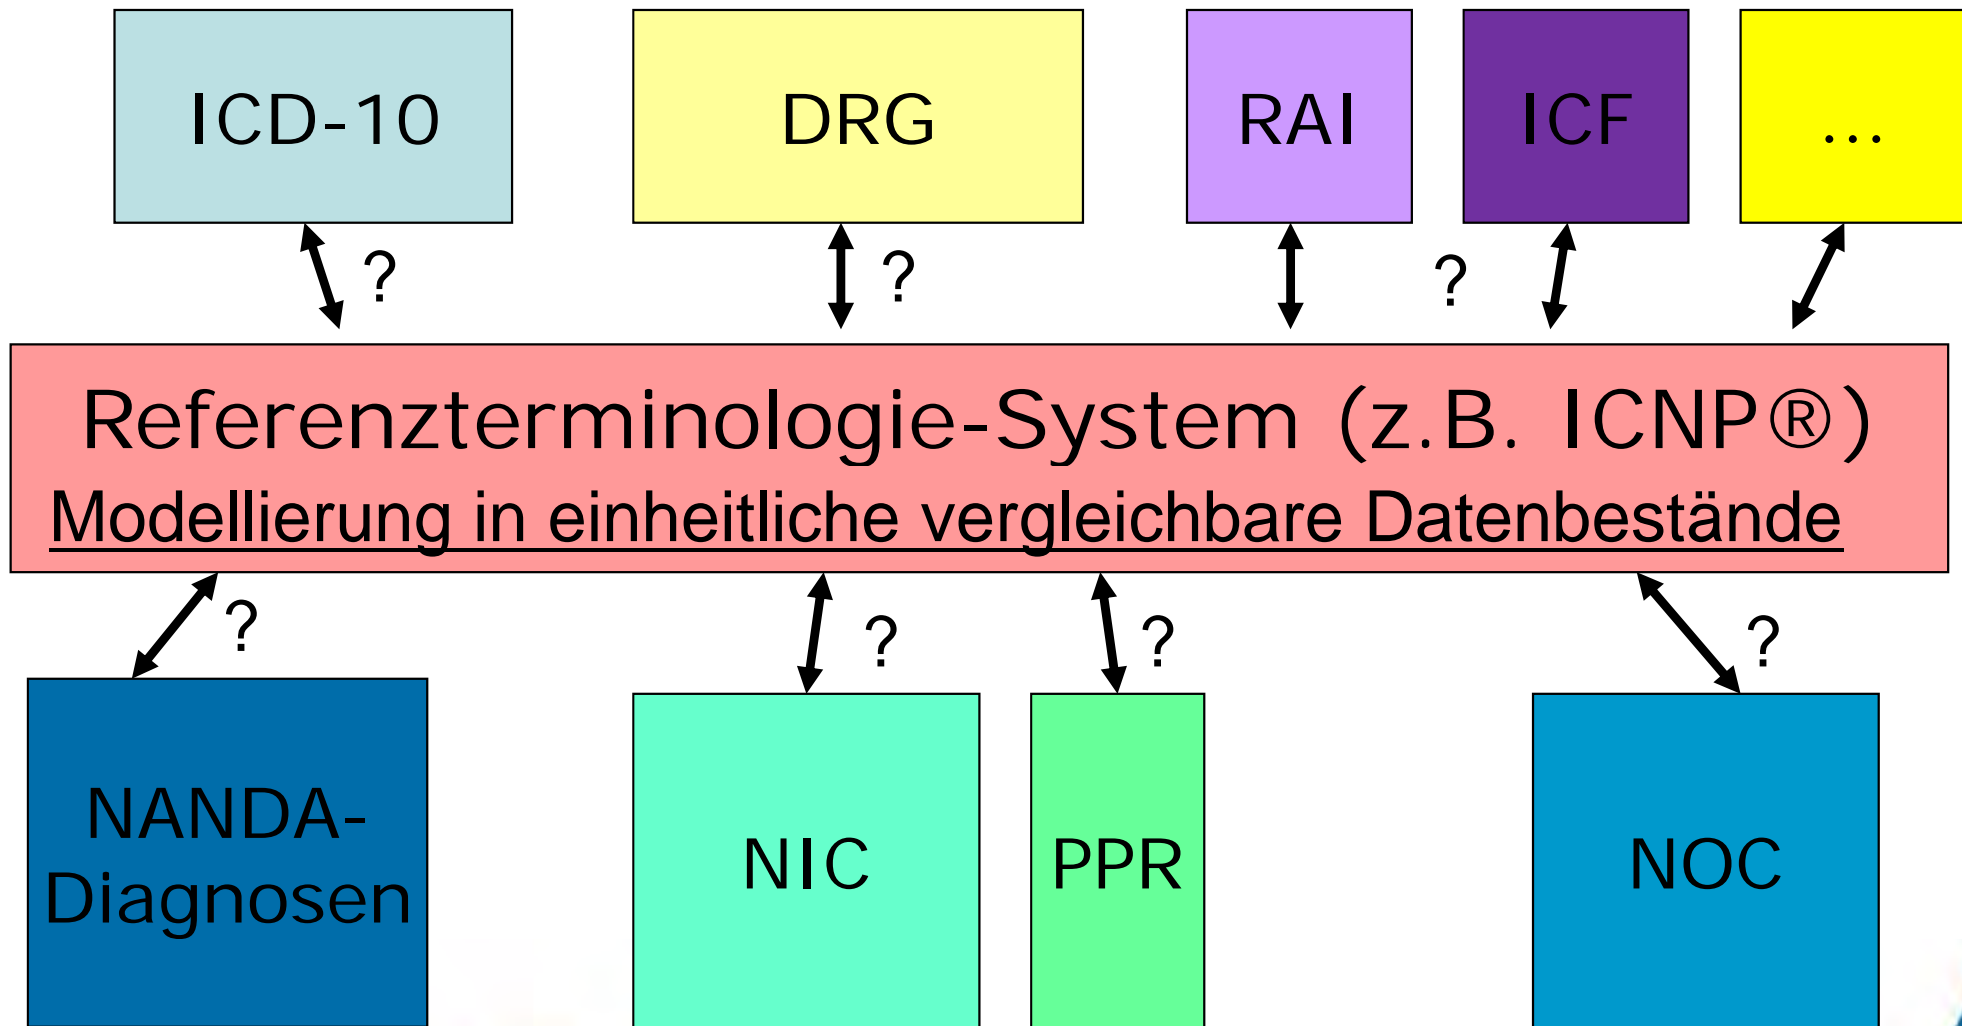 ICD-10
DRG
RAI
ICF
...
?
?
?
Referenzterminologie-System (z.B. ICNP®)
Modellierung in einheitliche vergleichbare Datenbestände
?
?
?
?
NANDA-
Diagnosen
NIC
PPR
NOC